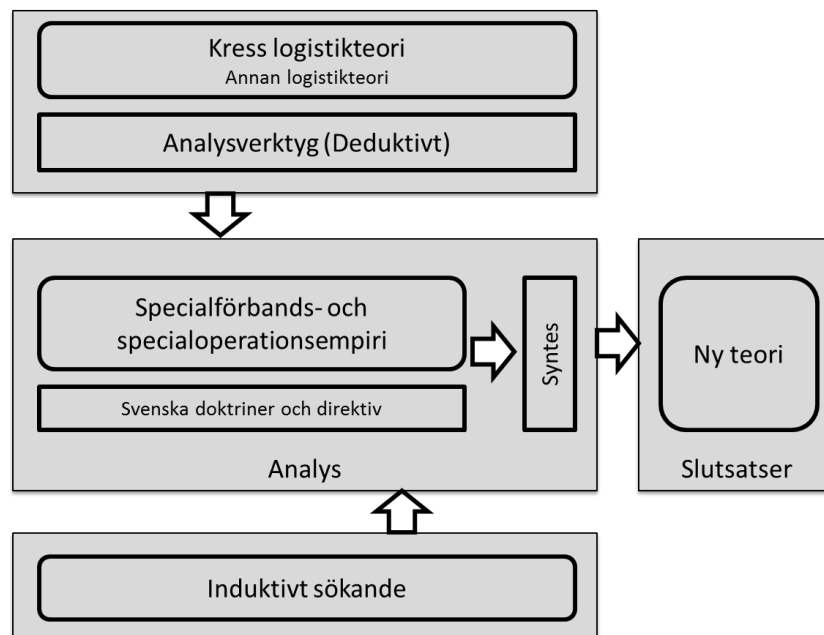 Kress logistikteori
Annan logistikteori
Analysverktyg (Deduktivt)
Specialförbands- och
specialoperationsempiri
Svenska doktriner och direktiv
Syntes
Analys
Ny teori
Slutsatser
Induktivt sökande